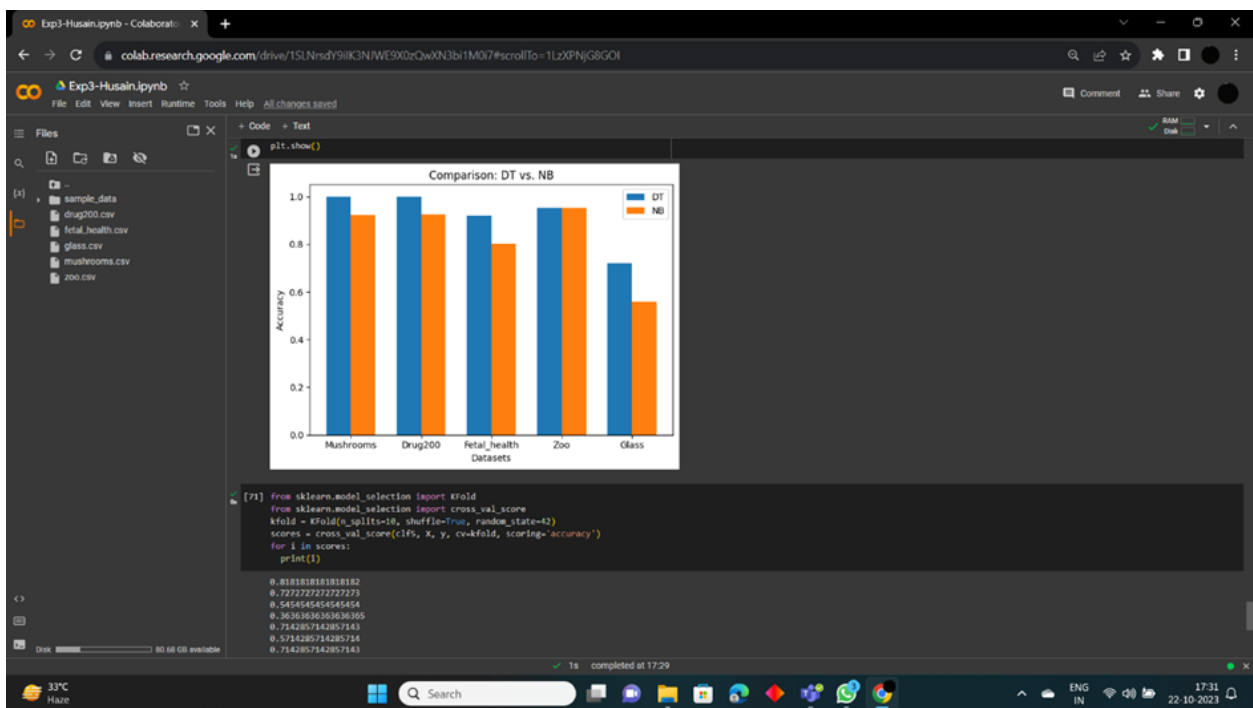 Exp3-Husain.ipynb - Colaborato
colab.research.google.com/drive/1SLNrsdY9iIK3NJWE9X0zQwXN3bi1M0i7#scrollTo=1LzXPNjG8GOI
Exp3-Husain.ipynb
File Edit View Insert Runtime Tools Help All changes saved
Comment Share
Files
+ Code + Text
RAM
Disk
..
sample_data
drug200.csv
fetal_health.csv
glass.csv
mushrooms.csv
zoo.csv
1s
plt.show()
Comparison: DT vs. NB
DT
NB
1.0
0.8
0.6
0.4
0.2
0.0
Accuracy
Mushrooms Drug200 Fetal_health Zoo Glass
Datasets
0s
[71] from sklearn.model_selection import KFold
from sklearn.model_selection import cross_val_score
kfold = KFold(n_splits=10, shuffle=True, random_state=42)
scores = cross_val_score(clf5, X, y, cv=kfold, scoring='accuracy')
for i in scores:
print(i)
0.8181818181818182
0.7272727272727273
0.5454545454545454
0.36363636363636365
0.7142857142857143
0.5714285714285714
0.7142857142857143
Disk 80.68 GB available
1s completed at 17:29
33°C
Haze
Search
ENG
IN
17:31
22-10-2023